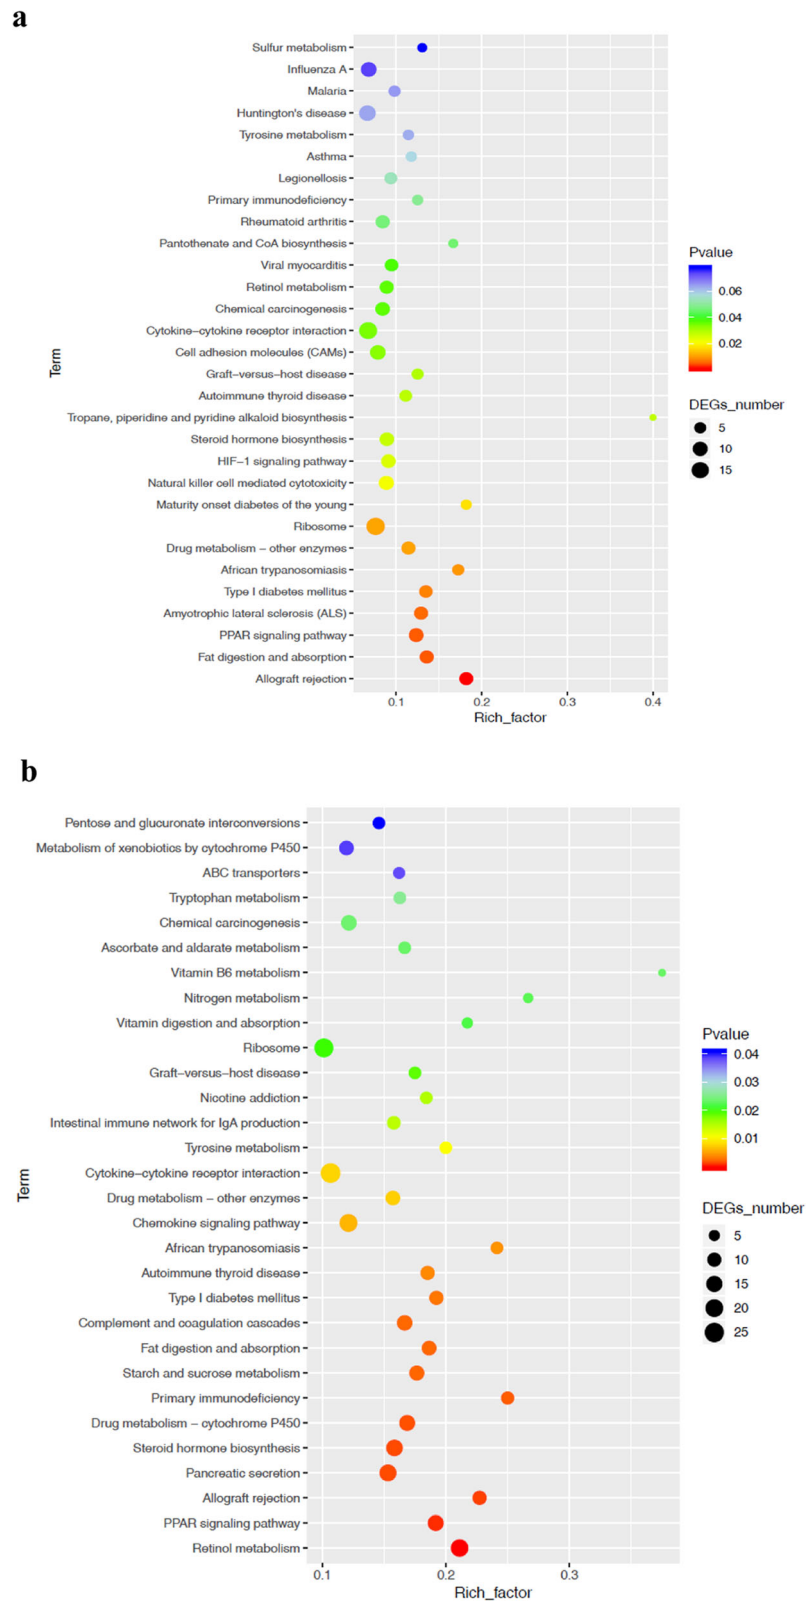 a
Sulfur metabolism
Influenza A
Malaria
Huntington's disease
Tyrosine metabolism
Asthma
Legionellosis
Primary immunodeficiency
Rheumatoid arthritis
Pantothenate and CoA biosynthesis
Viral myocarditis
Retinol metabolism
Chemical carcinogenesis
Cytokine−cytokine receptor interaction
Cell adhesion molecules (CAMs)
Graft−versus−host disease
Autoimmune thyroid disease
Tropane, piperidine and pyridine alkaloid biosynthesis
Steroid hormone biosynthesis
HIF−1 signaling pathway
Natural killer cell mediated cytotoxicity
Maturity onset diabetes of the young
Ribosome
Drug metabolism − other enzymes
African trypanosomiasis
Type I diabetes mellitus
Amyotrophic lateral sclerosis (ALS)
PPAR signaling pathway
Fat digestion and absorption
Allograft rejection
Term
0.1 0.2 0.3 0.4
Rich_factor
Pvalue
0.06
0.04
0.02
DEGs_number
5
10
15
b
Pentose and glucuronate interconversions
Metabolism of xenobiotics by cytochrome P450
ABC transporters
Tryptophan metabolism
Chemical carcinogenesis
Ascorbate and aldarate metabolism
Vitamin B6 metabolism
Nitrogen metabolism
Vitamin digestion and absorption
Ribosome
Graft−versus−host disease
Nicotine addiction
Intestinal immune network for IgA production
Tyrosine metabolism
Cytokine−cytokine receptor interaction
Drug metabolism − other enzymes
Chemokine signaling pathway
African trypanosomiasis
Autoimmune thyroid disease
Type I diabetes mellitus
Complement and coagulation cascades
Fat digestion and absorption
Starch and sucrose metabolism
Primary immunodeficiency
Drug metabolism − cytochrome P450
Steroid hormone biosynthesis
Pancreatic secretion
Allograft rejection
PPAR signaling pathway
Retinol metabolism
Term
0.1 0.2 0.3
Rich_factor
Pvalue
0.04
0.03
0.02
0.01
DEGs_number
5
10
15
20
25